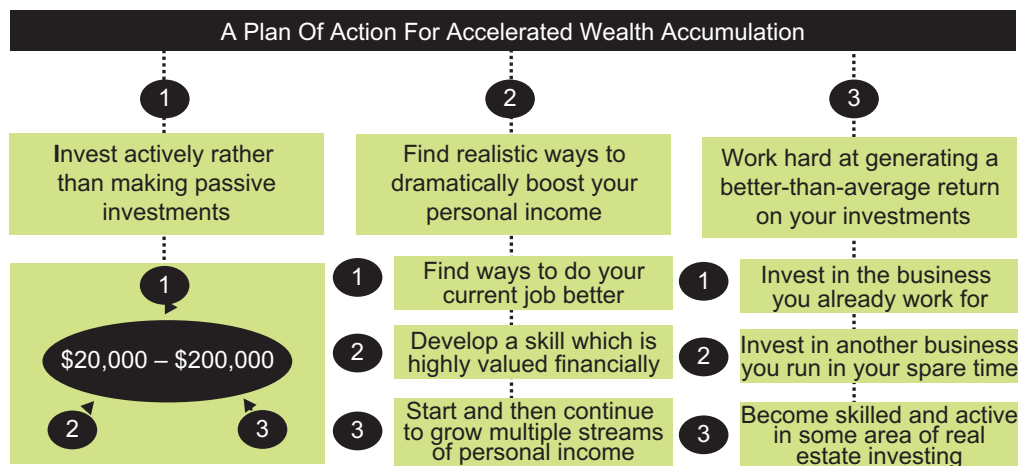 A Plan Of Action For Accelerated Wealth Accumulation
1
Invest actively rather
than making passive
investments
1
$20,000 – $200,000
2
3
2
Find realistic ways to
dramatically boost your
personal income
1
Find ways to do your
current job better
2
Develop a skill which is
highly valued financially
3
Start and then continue
to grow multiple streams
of personal income
3
Work hard at generating a
better-than-average return
on your investments
1
Invest in the business
you already work for
2
Invest in another business
you run in your spare time
3
Become skilled and active
in some area of real
estate investing